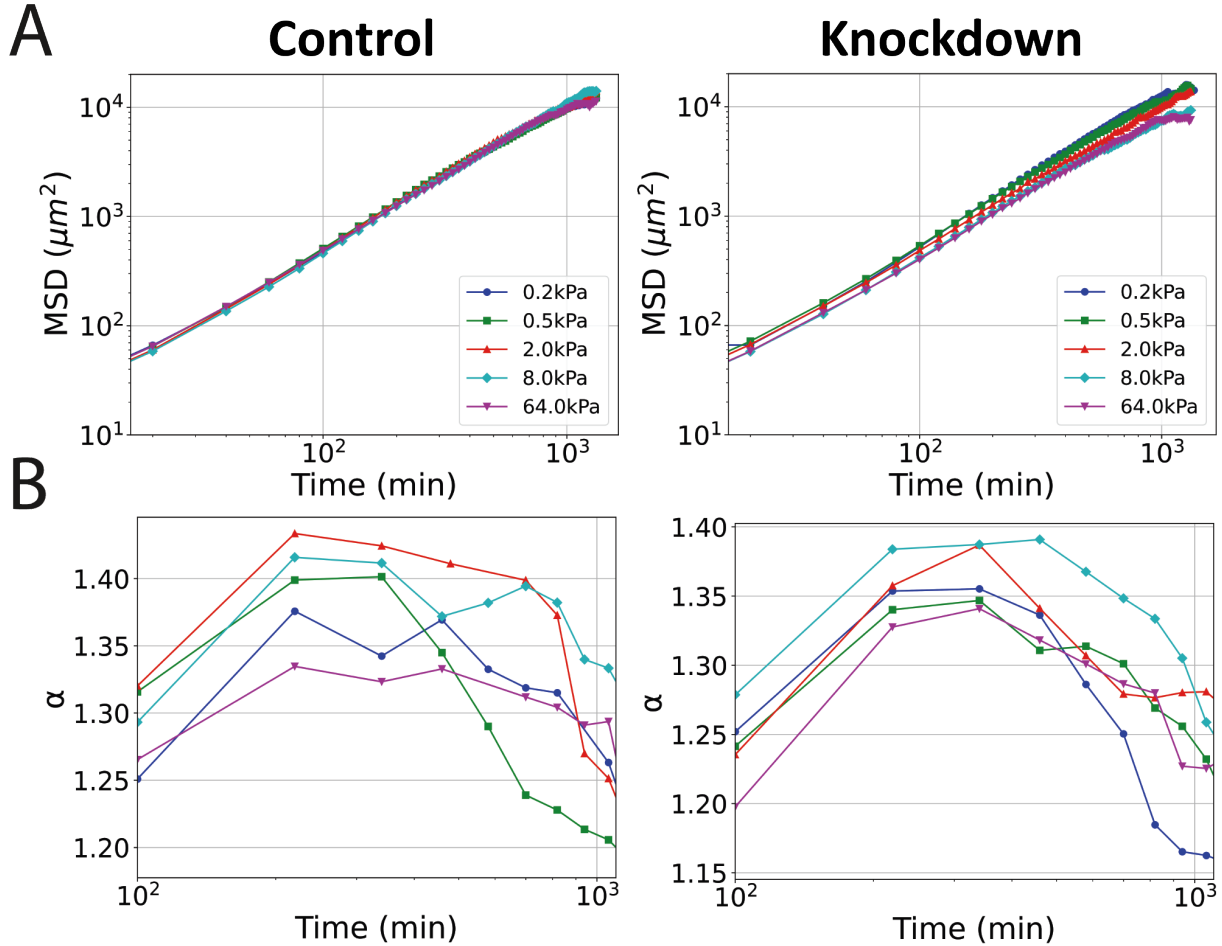 A
Control
Knockdown
MSD (μm²)
10⁴
10³
10²
10¹
0.2kPa
0.5kPa
2.0kPa
8.0kPa
64.0kPa
10² 10³
Time (min)
MSD (μm²)
10⁴
10³
10²
10¹
0.2kPa
0.5kPa
2.0kPa
8.0kPa
64.0kPa
10² 10³
Time (min)
B
α
1.40
1.35
1.30
1.25
1.20
10² 10³
Time (min)
α
1.40
1.35
1.30
1.25
1.20
1.15
10² 10³
Time (min)